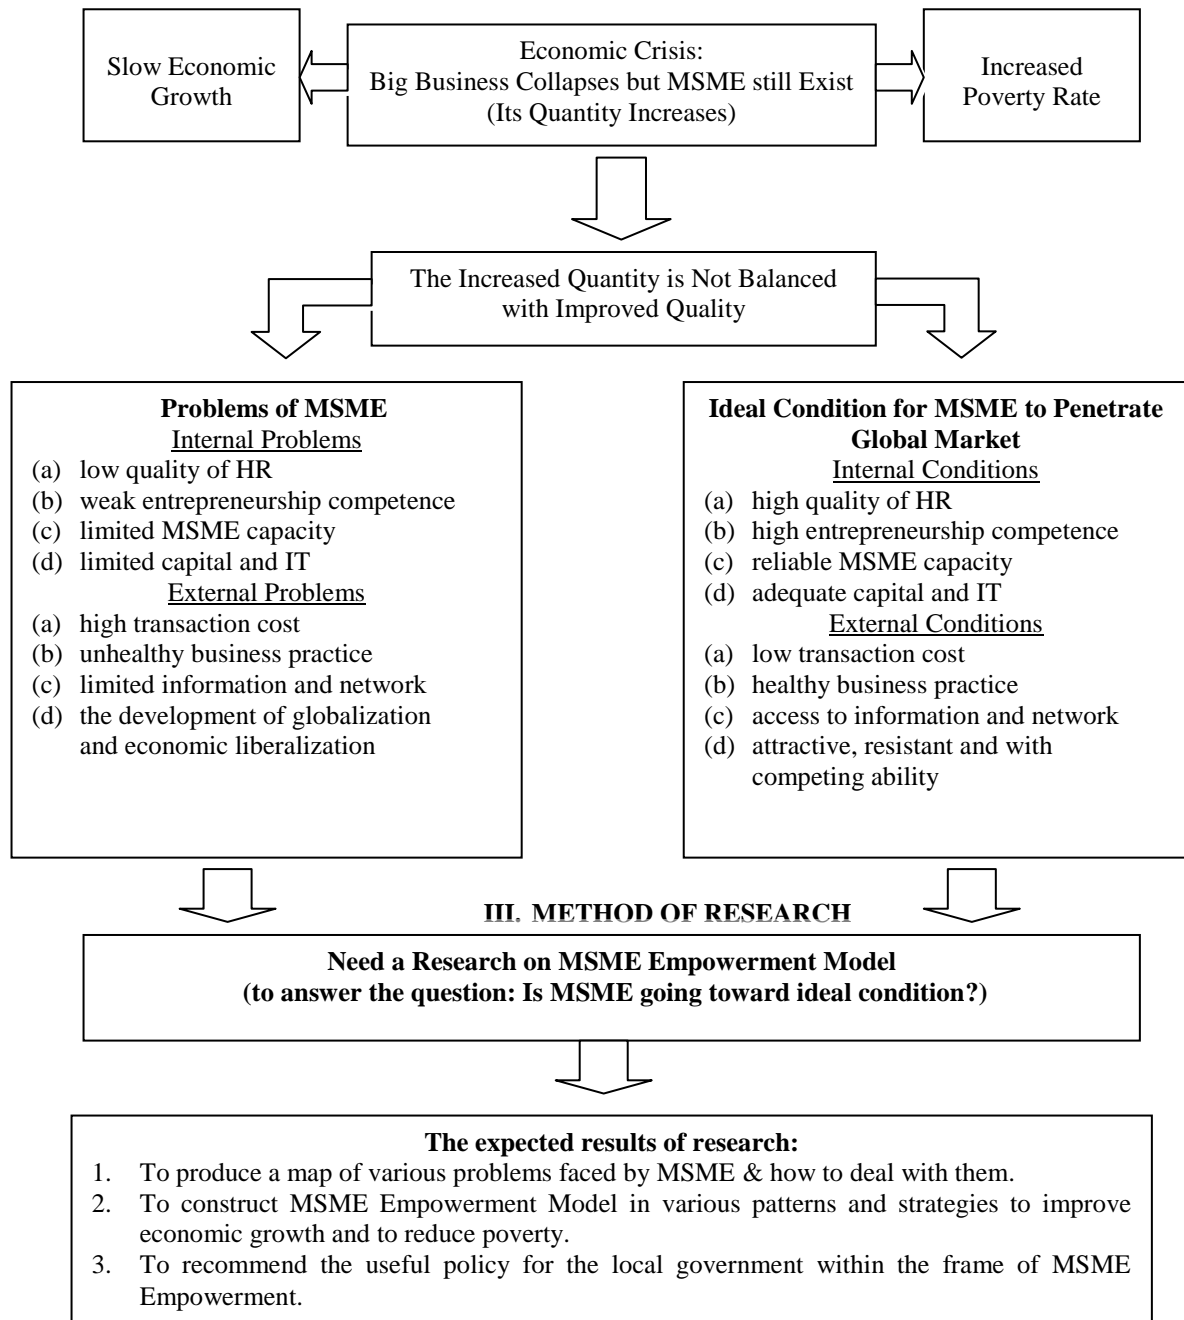 Slow Economic
Growth
Economic Crisis:
Big Business Collapses but MSME still Exist
(Its Quantity Increases)
Increased
Poverty Rate
The Increased Quantity is Not Balanced
with Improved Quality
Problems of MSME
Internal Problems
(a) low quality of HR
(b) weak entrepreneurship competence
(c) limited MSME capacity
(d) limited capital and IT
External Problems
(a) high transaction cost
(b) unhealthy business practice
(c) limited information and network
(d) the development of globalization
and economic liberalization
Ideal Condition for MSME to Penetrate
Global Market
Internal Conditions
(a) high quality of HR
(b) high entrepreneurship competence
(c) reliable MSME capacity
(d) adequate capital and IT
External Conditions
(a) low transaction cost
(b) healthy business practice
(c) access to information and network
(d) attractive, resistant and with
competing ability
III. METHOD OF RESEARCH
Need a Research on MSME Empowerment Model
(to answer the question: Is MSME going toward ideal condition?)
The expected results of research:
1. To produce a map of various problems faced by MSME & how to deal with them.
2. To construct MSME Empowerment Model in various patterns and strategies to improve
economic growth and to reduce poverty.
3. To recommend the useful policy for the local government within the frame of MSME
Empowerment.